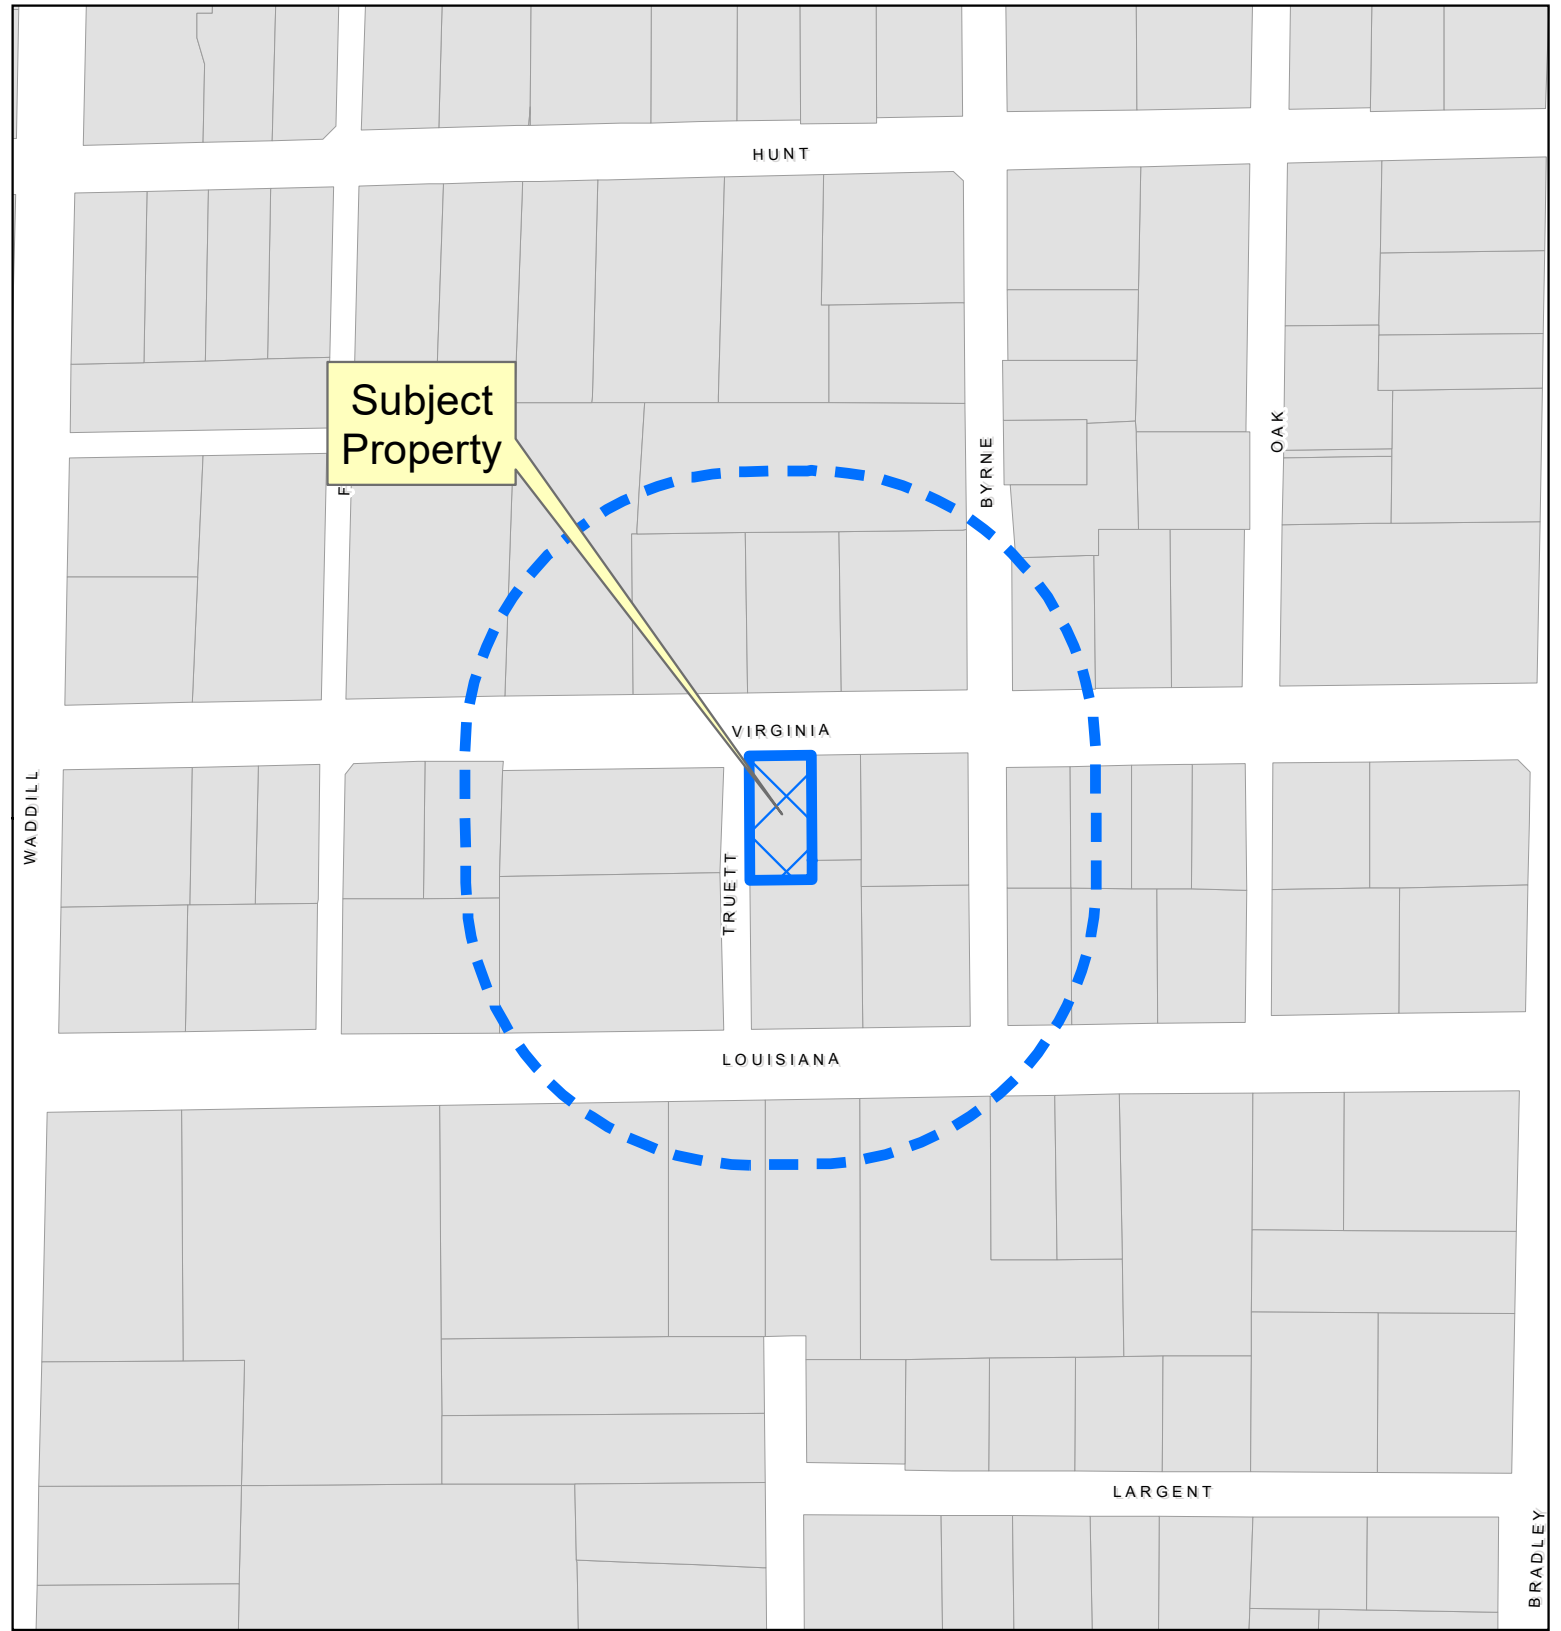 HUNT
Subject
Property
BYRNE
OAK
VIRGINIA
WADDILL
TRUETT
LOUISIANA
LARGENT
BRADLEY